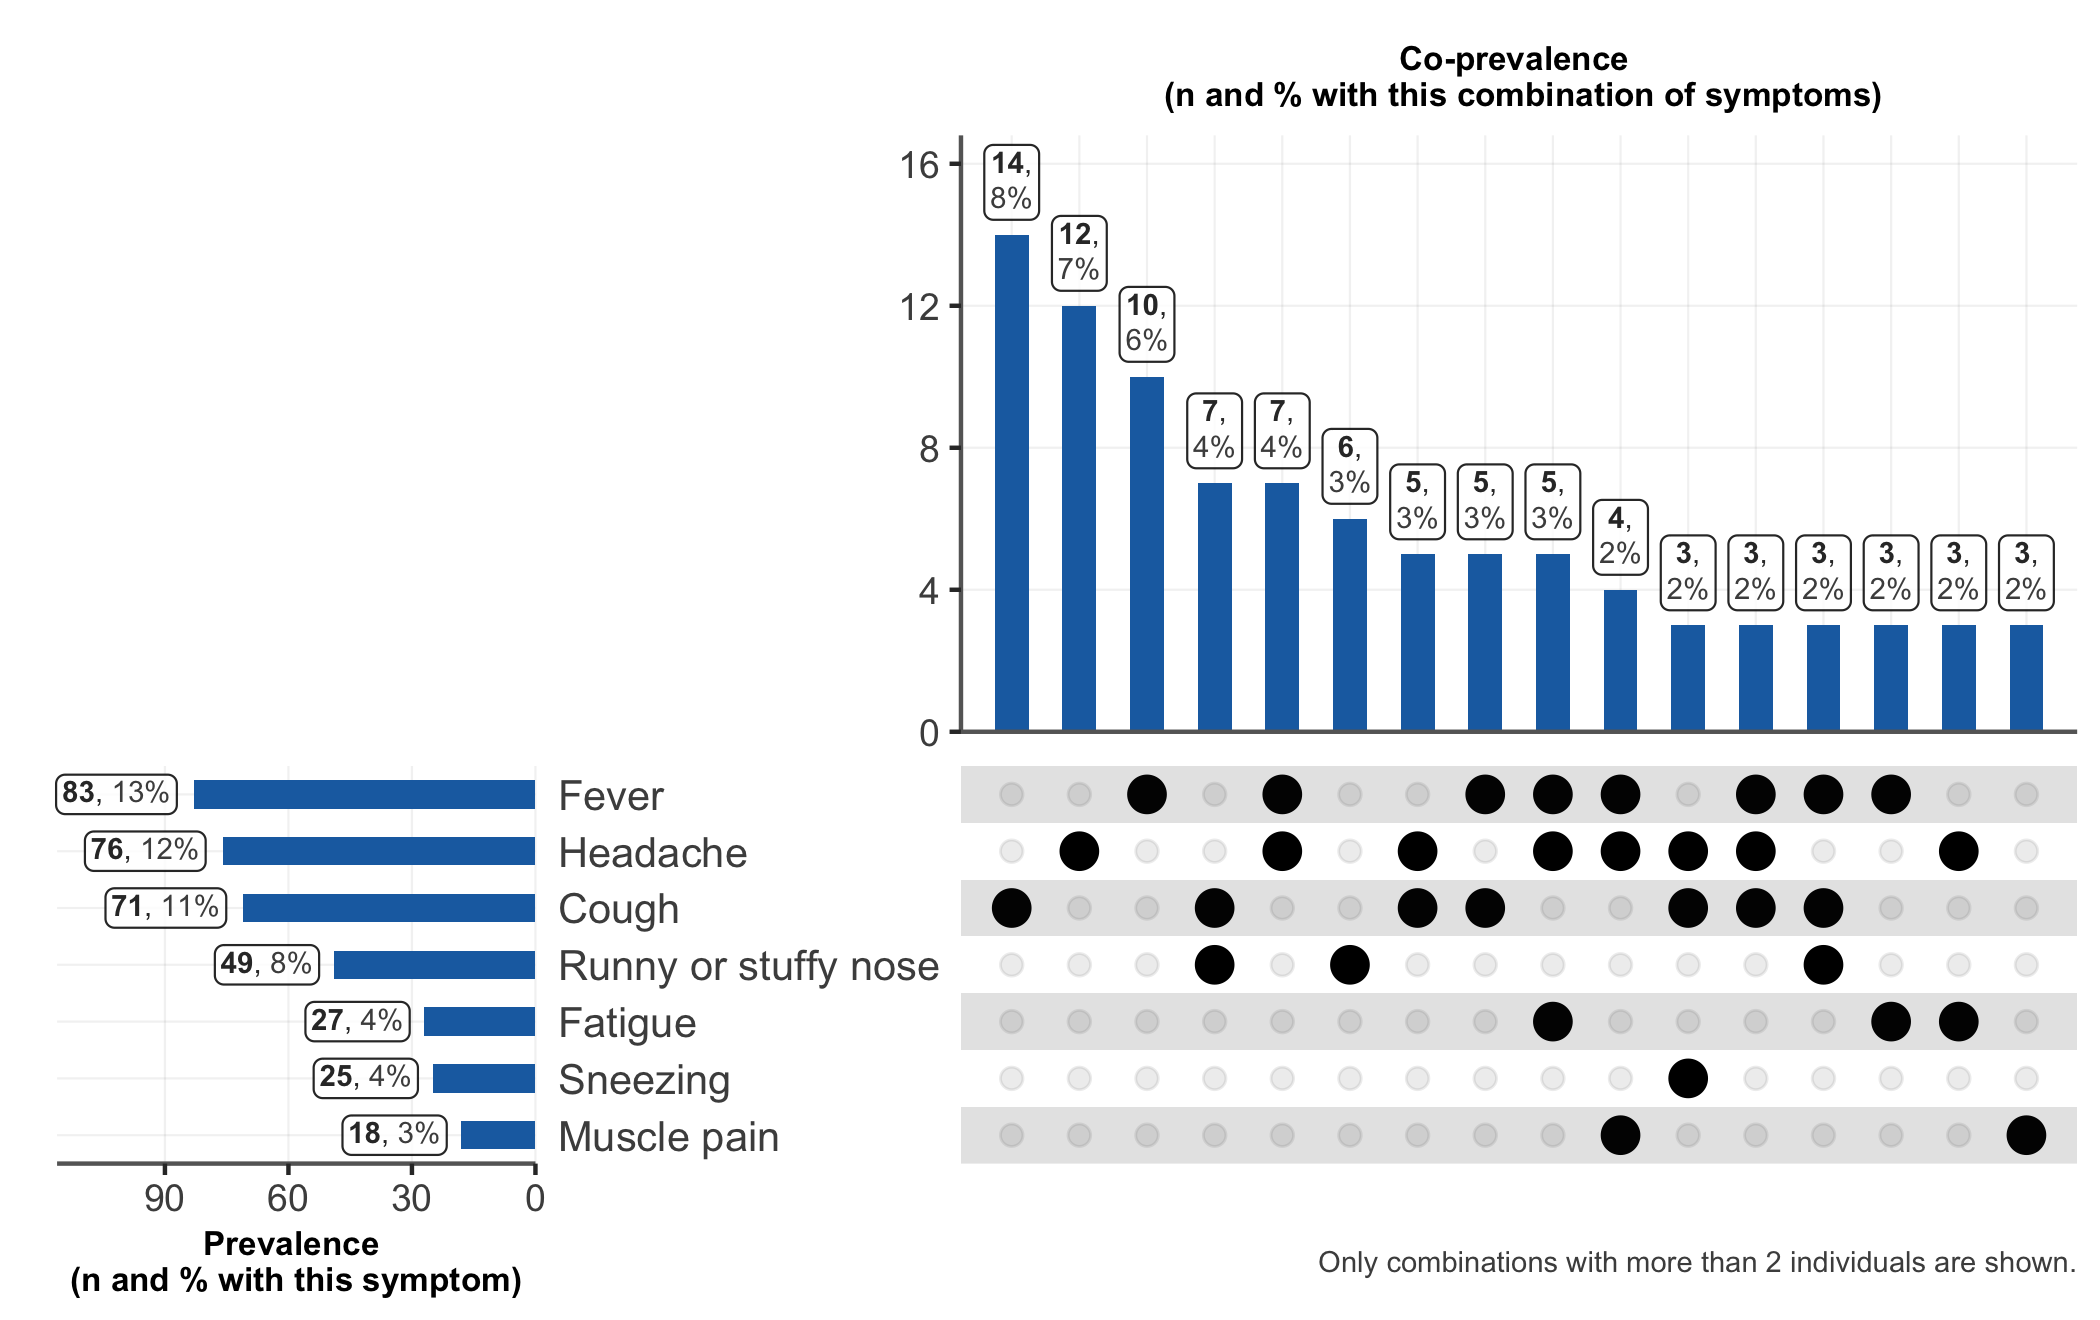 Co-prevalence
(n and % with this combination of symptoms)
16
12
8
4
0
14,
8%
12,
7%
10,
6%
7,
4%
7,
4%
6,
3%
5,
3%
5,
3%
5,
3%
4,
2%
3,
2%
3,
2%
3,
2%
3,
2%
3,
2%
3,
2%
83, 13% Fever
76, 12% Headache
71, 11% Cough
49, 8% Runny or stuffy nose
27, 4% Fatigue
25, 4% Sneezing
18, 3% Muscle pain
90 60 30 0
Prevalence
(n and % with this symptom)
Only combinations with more than 2 individuals are shown.